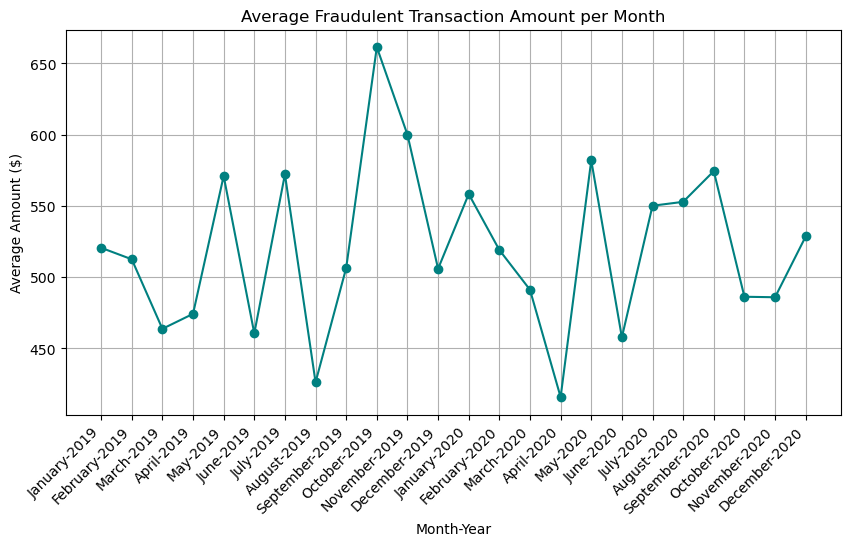 Average Fraudulent Transaction Amount per Month
Average Amount ($)
650
600
550
500
450
January-2019
February-2019
March-2019
April-2019
May-2019
June-2019
July-2019
August-2019
September-2019
October-2019
November-2019
December-2019
January-2020
February-2020
March-2020
April-2020
May-2020
June-2020
July-2020
August-2020
September-2020
October-2020
November-2020
December-2020
Month-Year